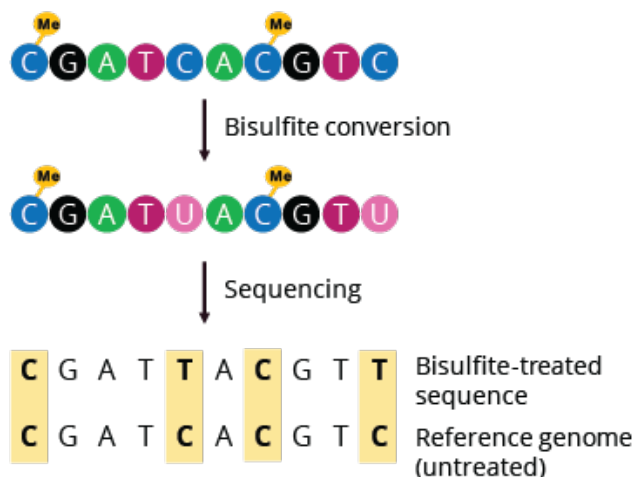 Me Me
C G A T C A C G T C
Bisulfite conversion
Me Me
C G A T U A C G T U
Sequencing
C G A T T A C G T T
Bisulfite-treated
sequence
C G A T C A C G T C
Reference genome
(untreated)